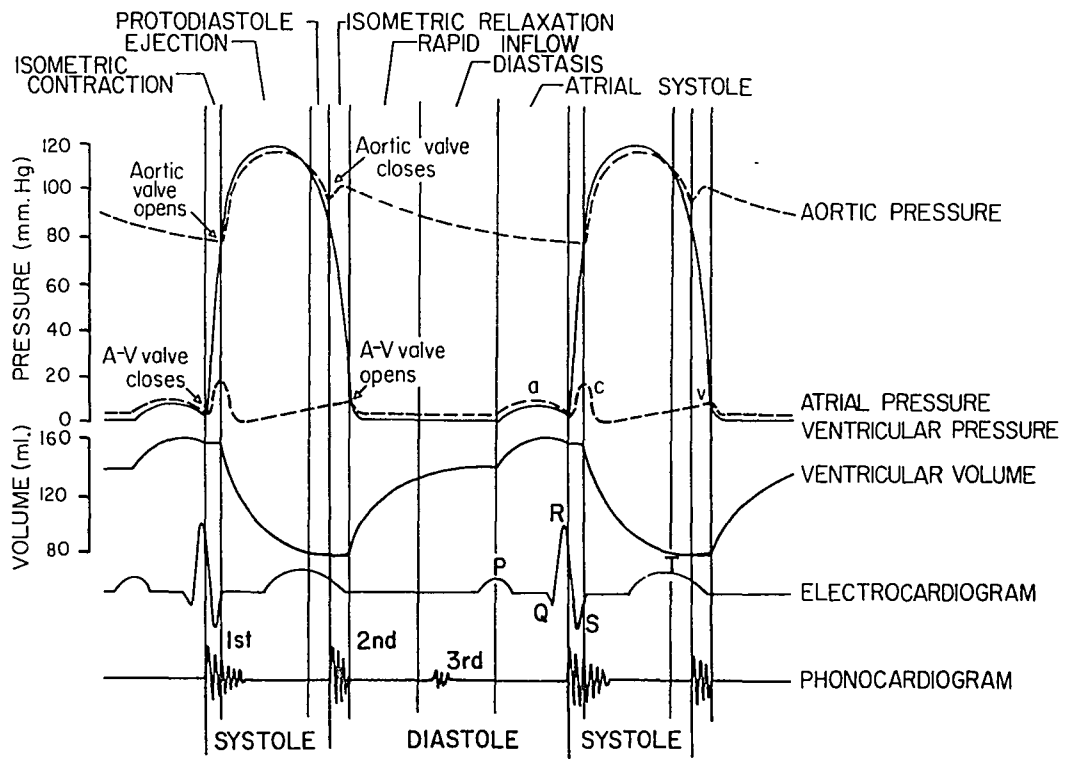 PROTODIASTOLE
EJECTION
ISOMETRIC RELAXATION
RAPID INFLOW
DIASTASIS
ISOMETRIC
CONTRACTION
ATRIAL SYSTOLE
120
100
80
60
40
20
0
PRESSURE (mm. Hg)
Aortic
valve
opens
Aortic valve
closes
AORTIC PRESSURE
A-V valve
closes
A-V valve
opens
a
c
v
ATRIAL PRESSURE
VENTRICULAR PRESSURE
160
120
80
VOLUME (ml.)
VENTRICULAR VOLUME
R
P
T
Q
S
ELECTROCARDIOGRAM
1st
2nd
3rd
PHONOCARDIOGRAM
SYSTOLE
DIASTOLE
SYSTOLE